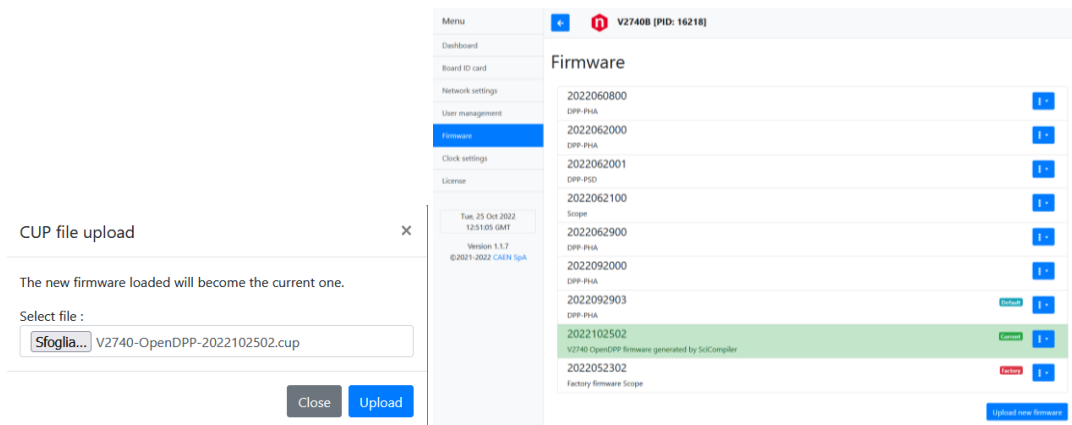 CUP file upload
×
The new firmware loaded will become the current one.
Select file :
Sfoglia... V2740-OpenDPP-2022102502.cup
Close Upload
Menu
Dashboard
Board ID card
Network settings
User management
Firmware
Clock settings
License
Tue, 25 Oct 2022
12:51:05 GMT
Version 1.1.7
©2021-2022 CAEN SpA
n V2740B [PID: 16218]
Firmware
2022060800
DPP-PHA
2022062000
DPP-PHA
2022062001
DPP-PSD
2022062100
Scope
2022062900
DPP-PHA
2022092000
DPP-PHA
2022092903 Default
DPP-PHA
2022102502 Current
V2740 OpenDPP firmware generated by SciCompiler
2022052302 Factory
Factory firmware Scope
Upload new firmware